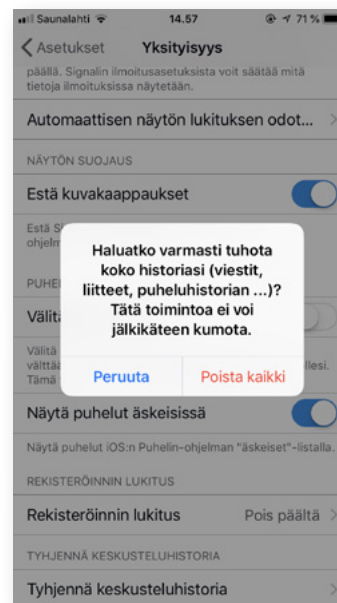 Saunalahti 14.57 71 %
Asetukset Yksityisyys
päällä. Signalin ilmoitusasetuksista voit säätää mitä
tietoja ilmoituksissa näytetään.
Automaattisen näytön lukituksen odot...
NÄYTÖN SUOJAUS
Estä kuvakaappaukset
Estä
ohjelm
Haluatko varmasti tuhota
koko historiasi (viestit,
liitteet, puheluhistorian ...)?
Tätä toimintoa ei voi
jälkikäteen kumota.
Peruuta Poista kaikki
PUHE
Välitä
Välitä
välttä llesi.
Tämä
Näytä puhelut äskeisissä
Näytä puhelut iOS:n Puhelin-ohjelman "äskeiset"-listalla.
REKISTERÖINNIN LUKITUS
Rekisteröinnin lukitus Pois päältä
TYHJENNÄ KESKUSTELUHISTORIA
Tyhjennä keskusteluhistoria